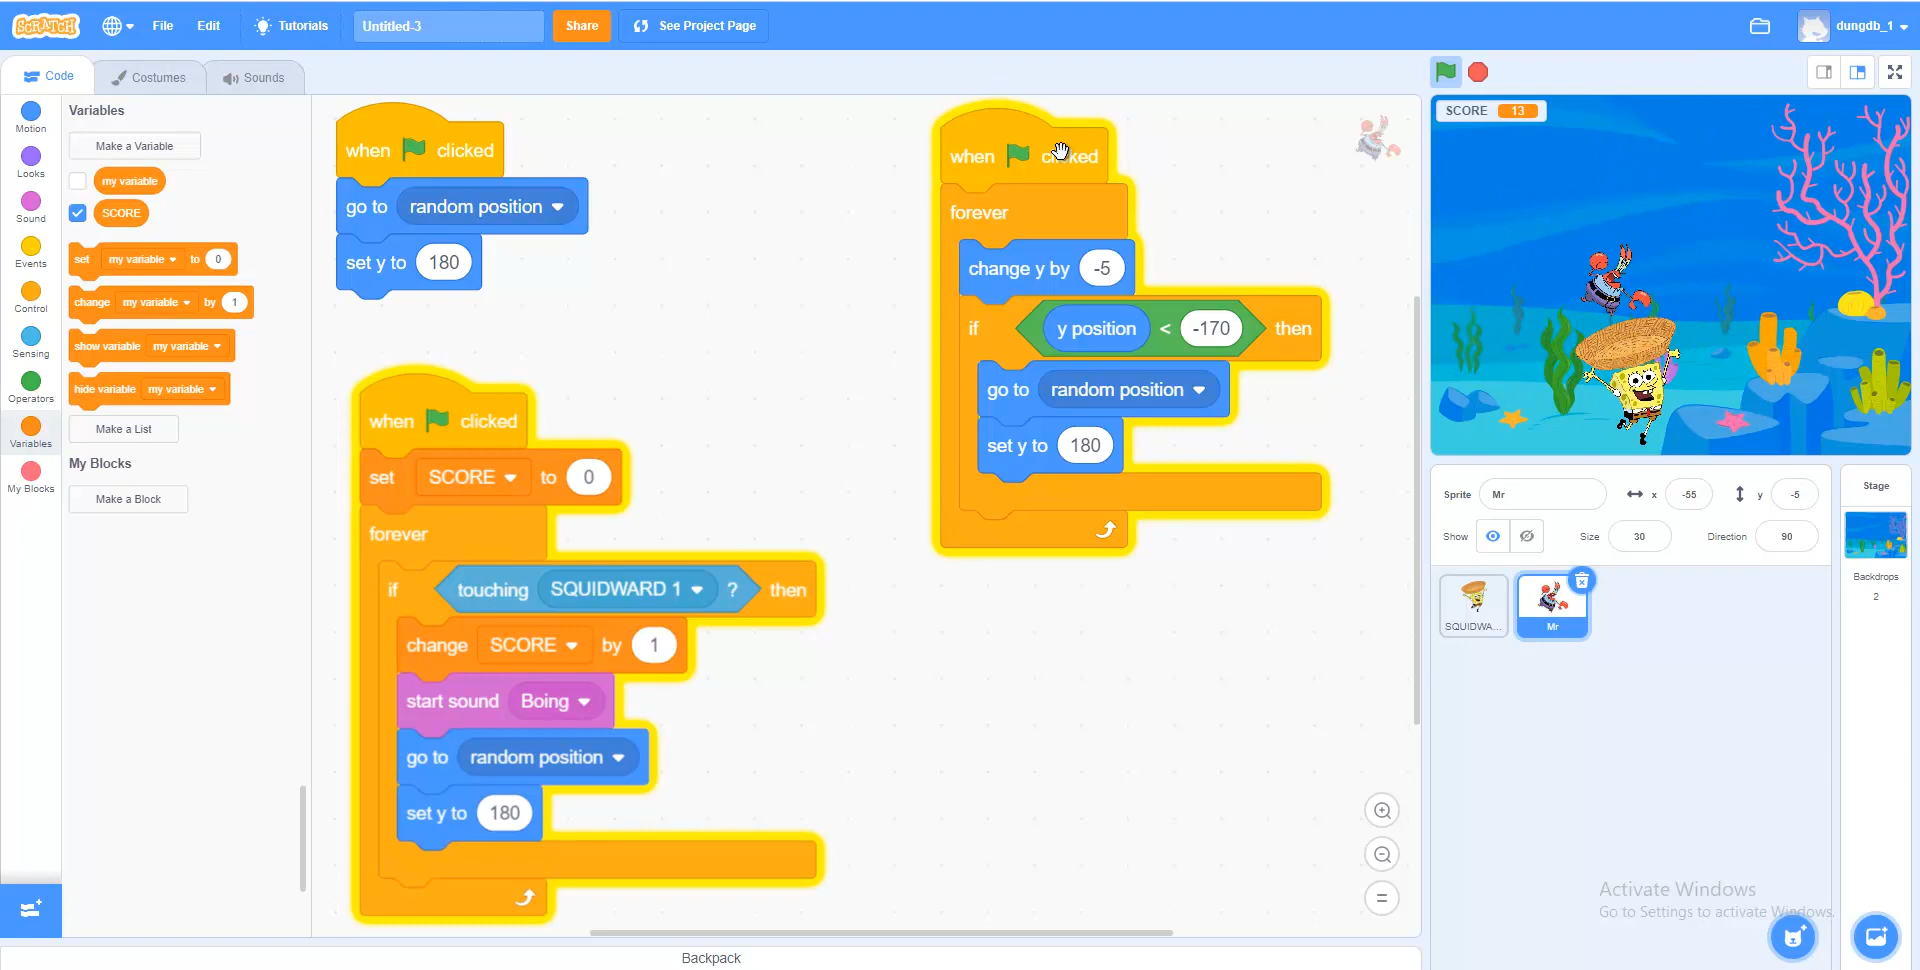 SCRATCH File Edit Tutorials Untitled-3 Share See Project Page dungdb_1
Code Costumes Sounds
Motion
Looks
Sound
Events
Control
Sensing
Operators
Variables
My Blocks
Variables
Make a Variable
my variable
SCORE
set my variable to 0
change my variable by 1
show variable my variable
hide variable my variable
Make a List
My Blocks
Make a Block
when clicked
go to random position
set y to 180
when clicked
set SCORE to 0
forever
if touching SQUIDWARD 1 ? then
change SCORE by 1
start sound Boing
go to random position
set y to 180
when clicked
forever
change y by -5
if y position < -170 then
go to random position
set y to 180
Backpack
SCORE 13
Sprite Mr x -55 y -5
Show Size 30 Direction 90
SQUIDWA...
Mr
Stage
Backdrops
2
Activate Windows
Go to Settings to activate Windows.